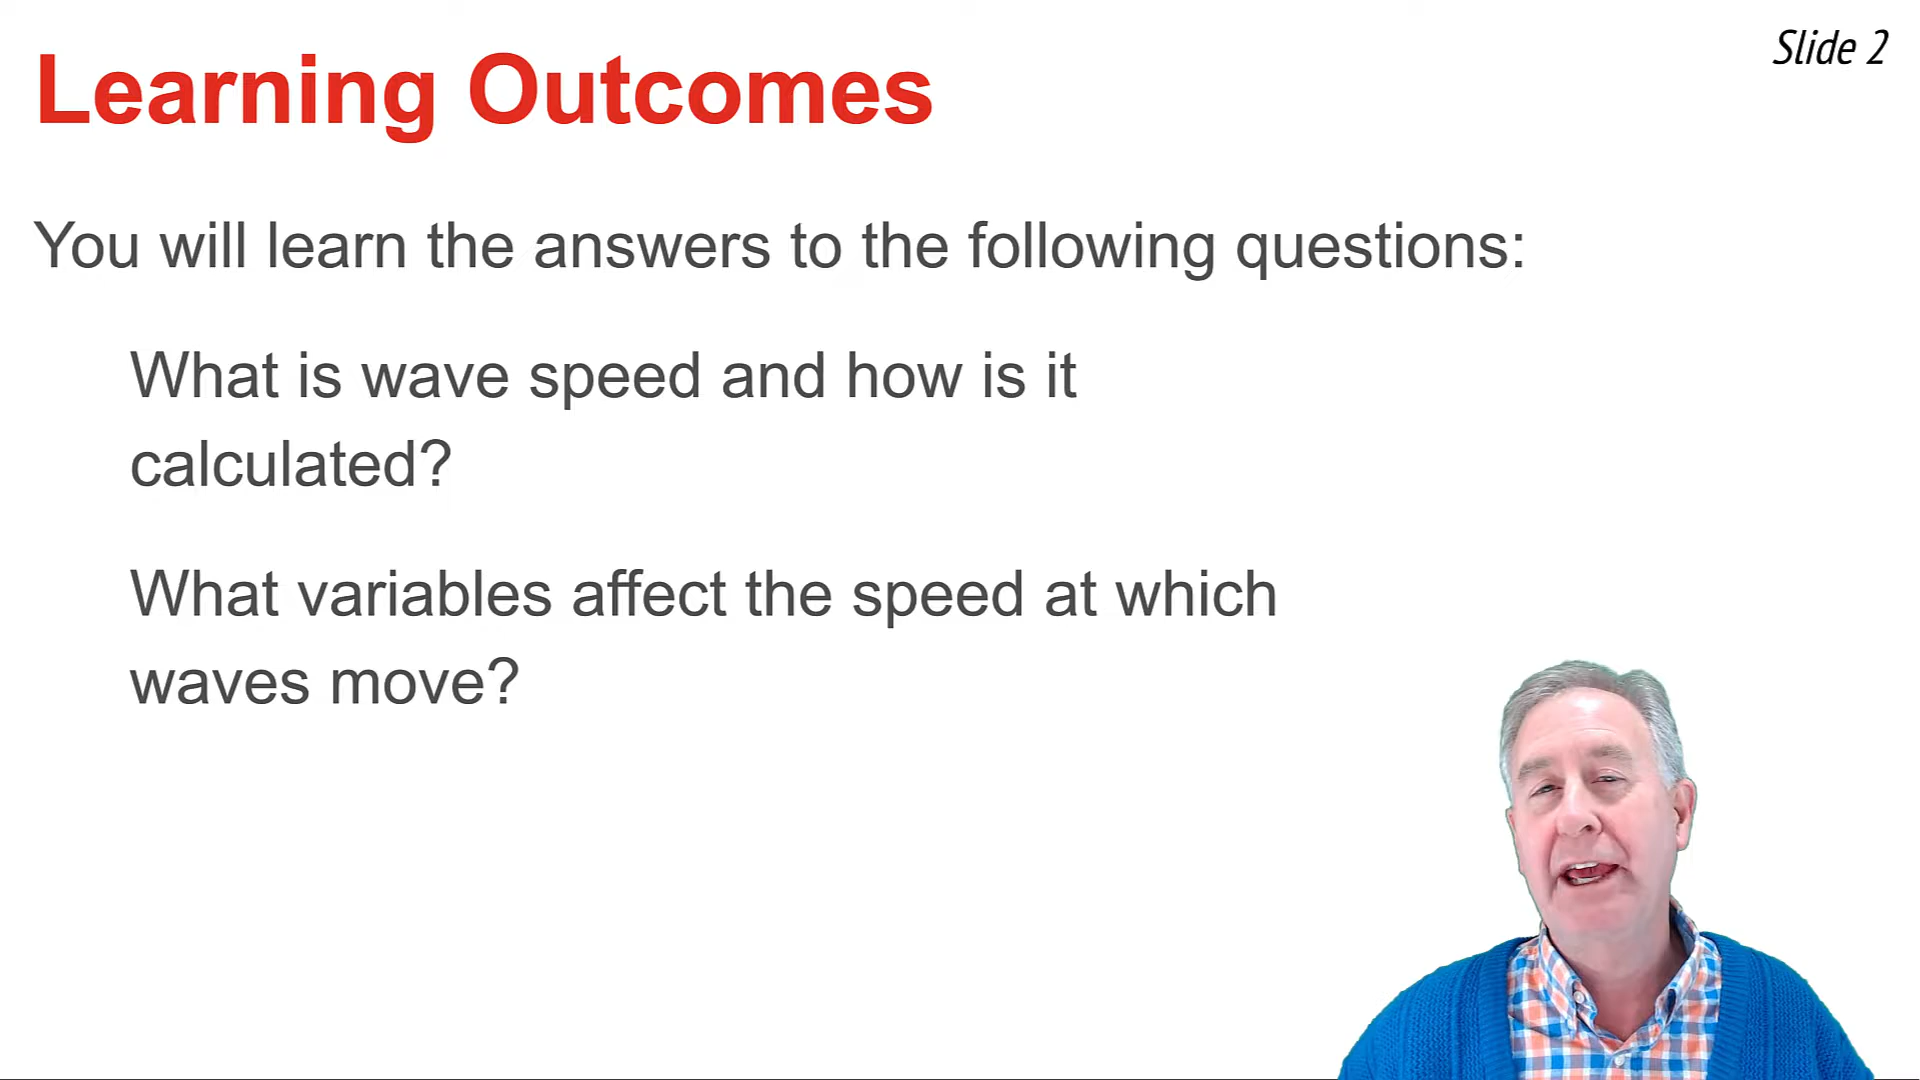 Slide 2
Learning Outcomes
You will learn the answers to the following questions:
What is wave speed and how is it
calculated?
What variables affect the speed at which
waves move?